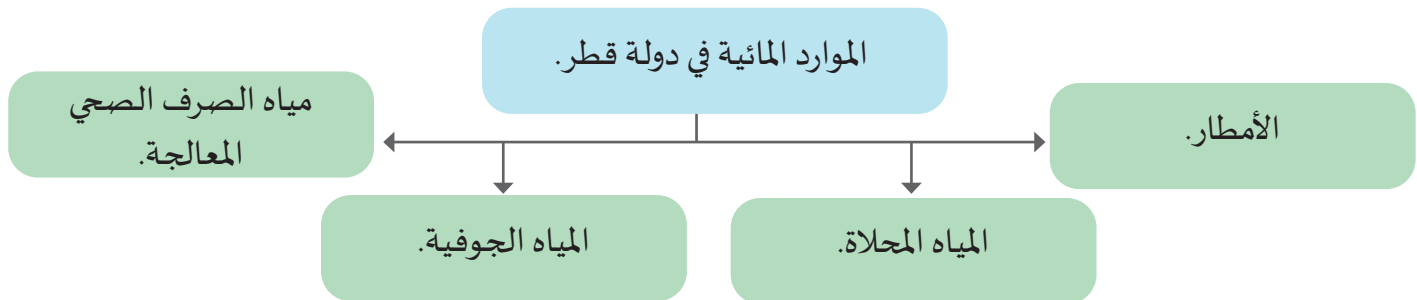 الموارد المائية في دولة قطر.
الأمطار.
المياه المحلاة.
المياه الجوفية.
مياه الصرف الصحي
المعالجة.